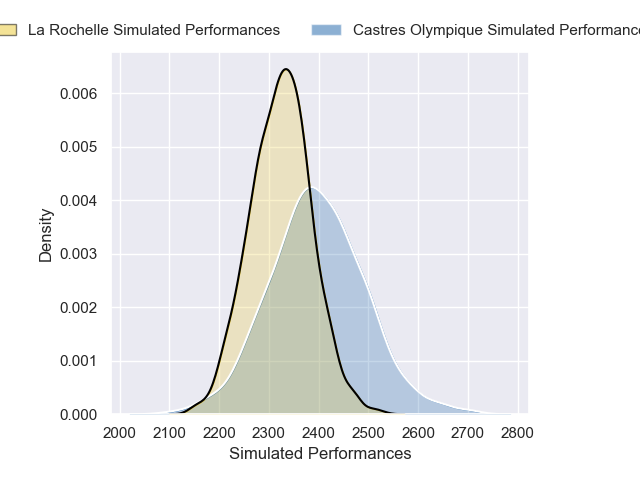 La Rochelle Simulated Performances
Castres Olympique Simulated Performanc
0.006
0.005
0.004
0.003
0.002
0.001
0.000
Density
2000 2100 2200 2300 2400 2500 2600 2700 2800
Simulated Performances